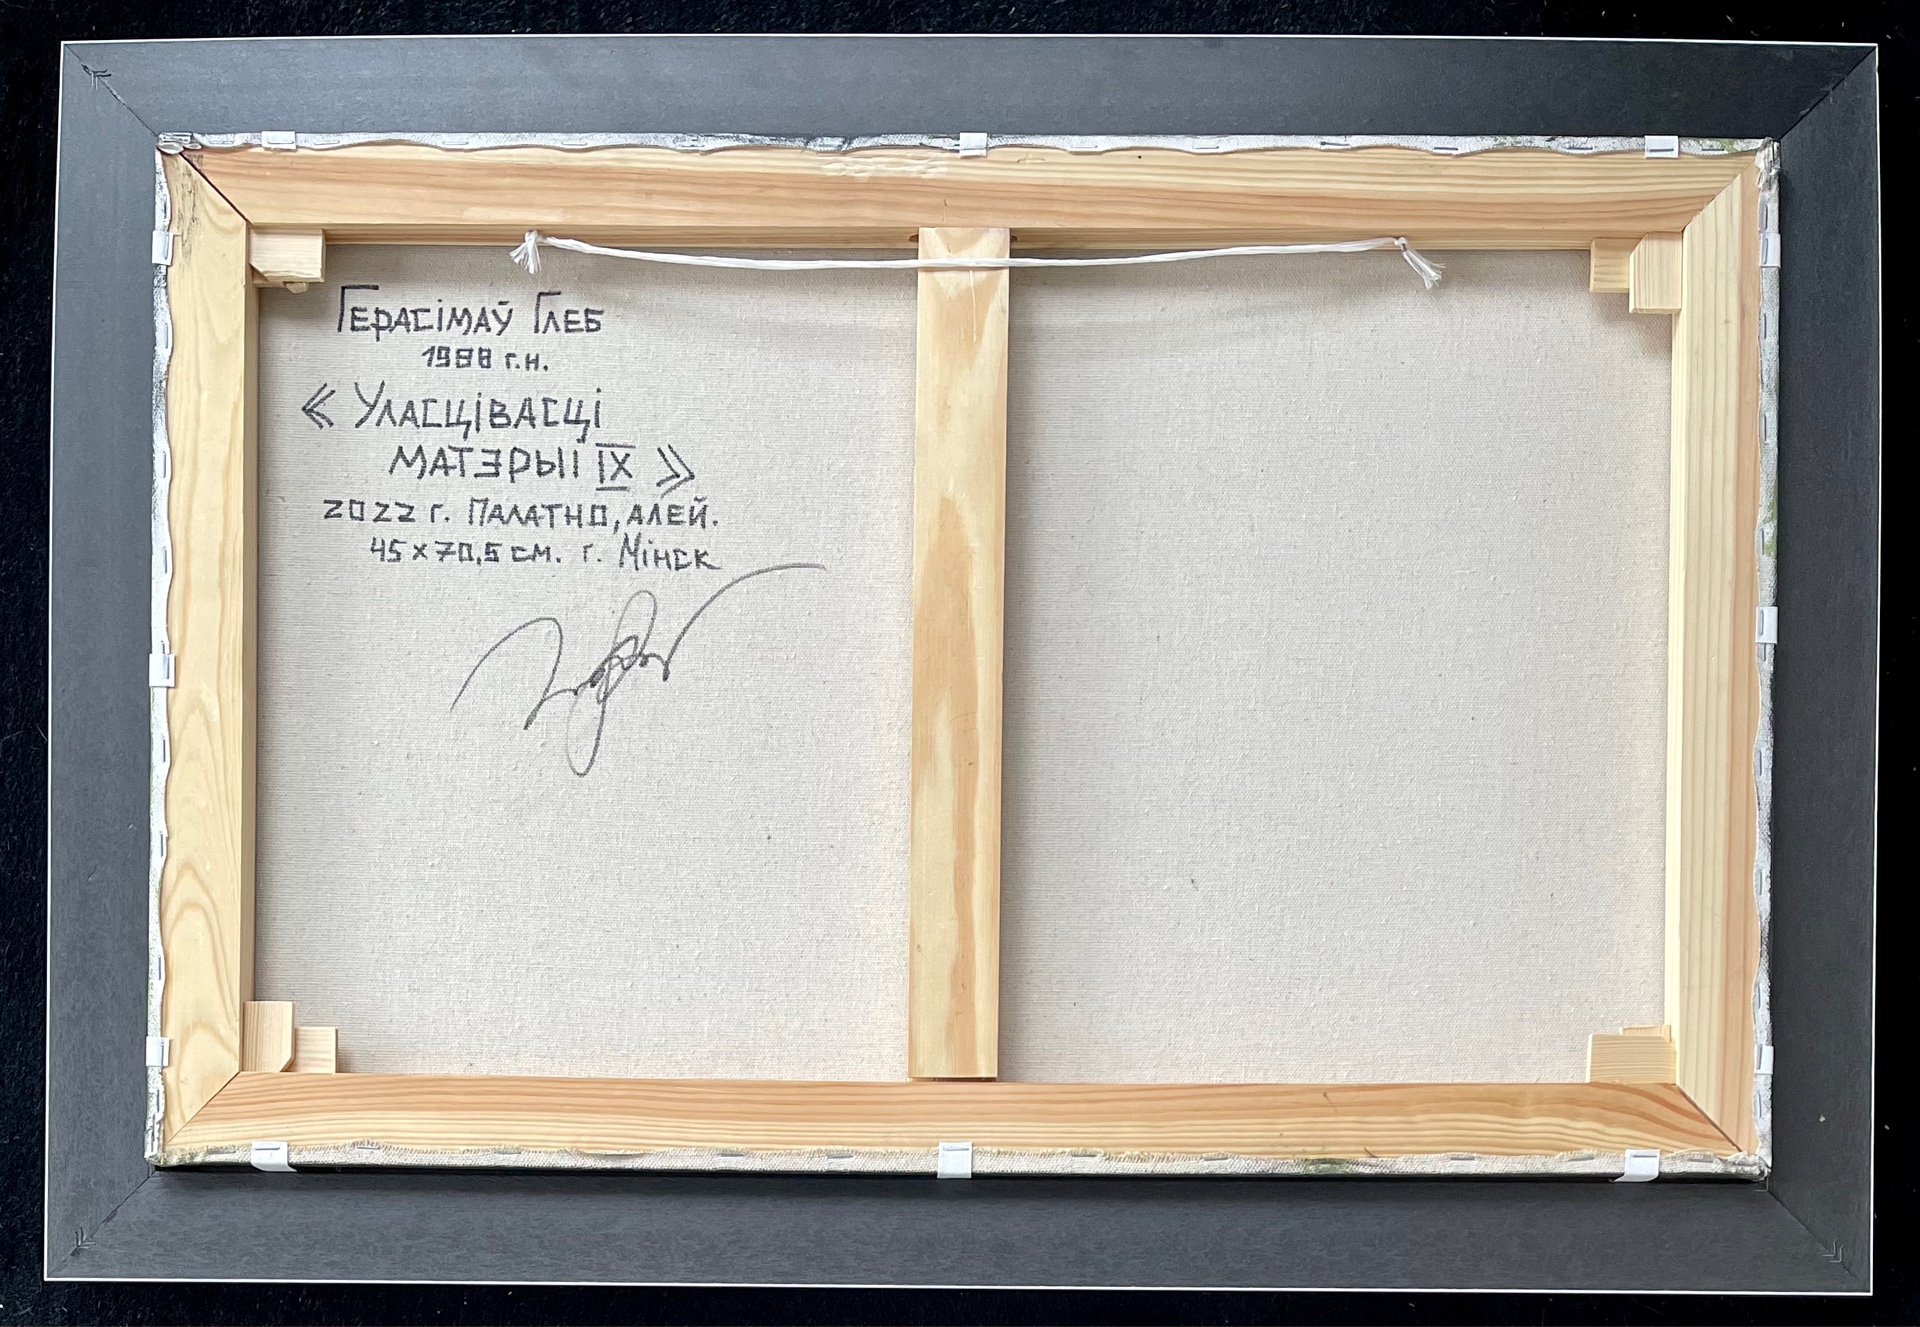 Герасімаў Глеб
1988 г.н.
« Уласцівасці
матэрыі IX »
2022 г. Палатно, алей.
45 x 70,5 см. г. Мінск